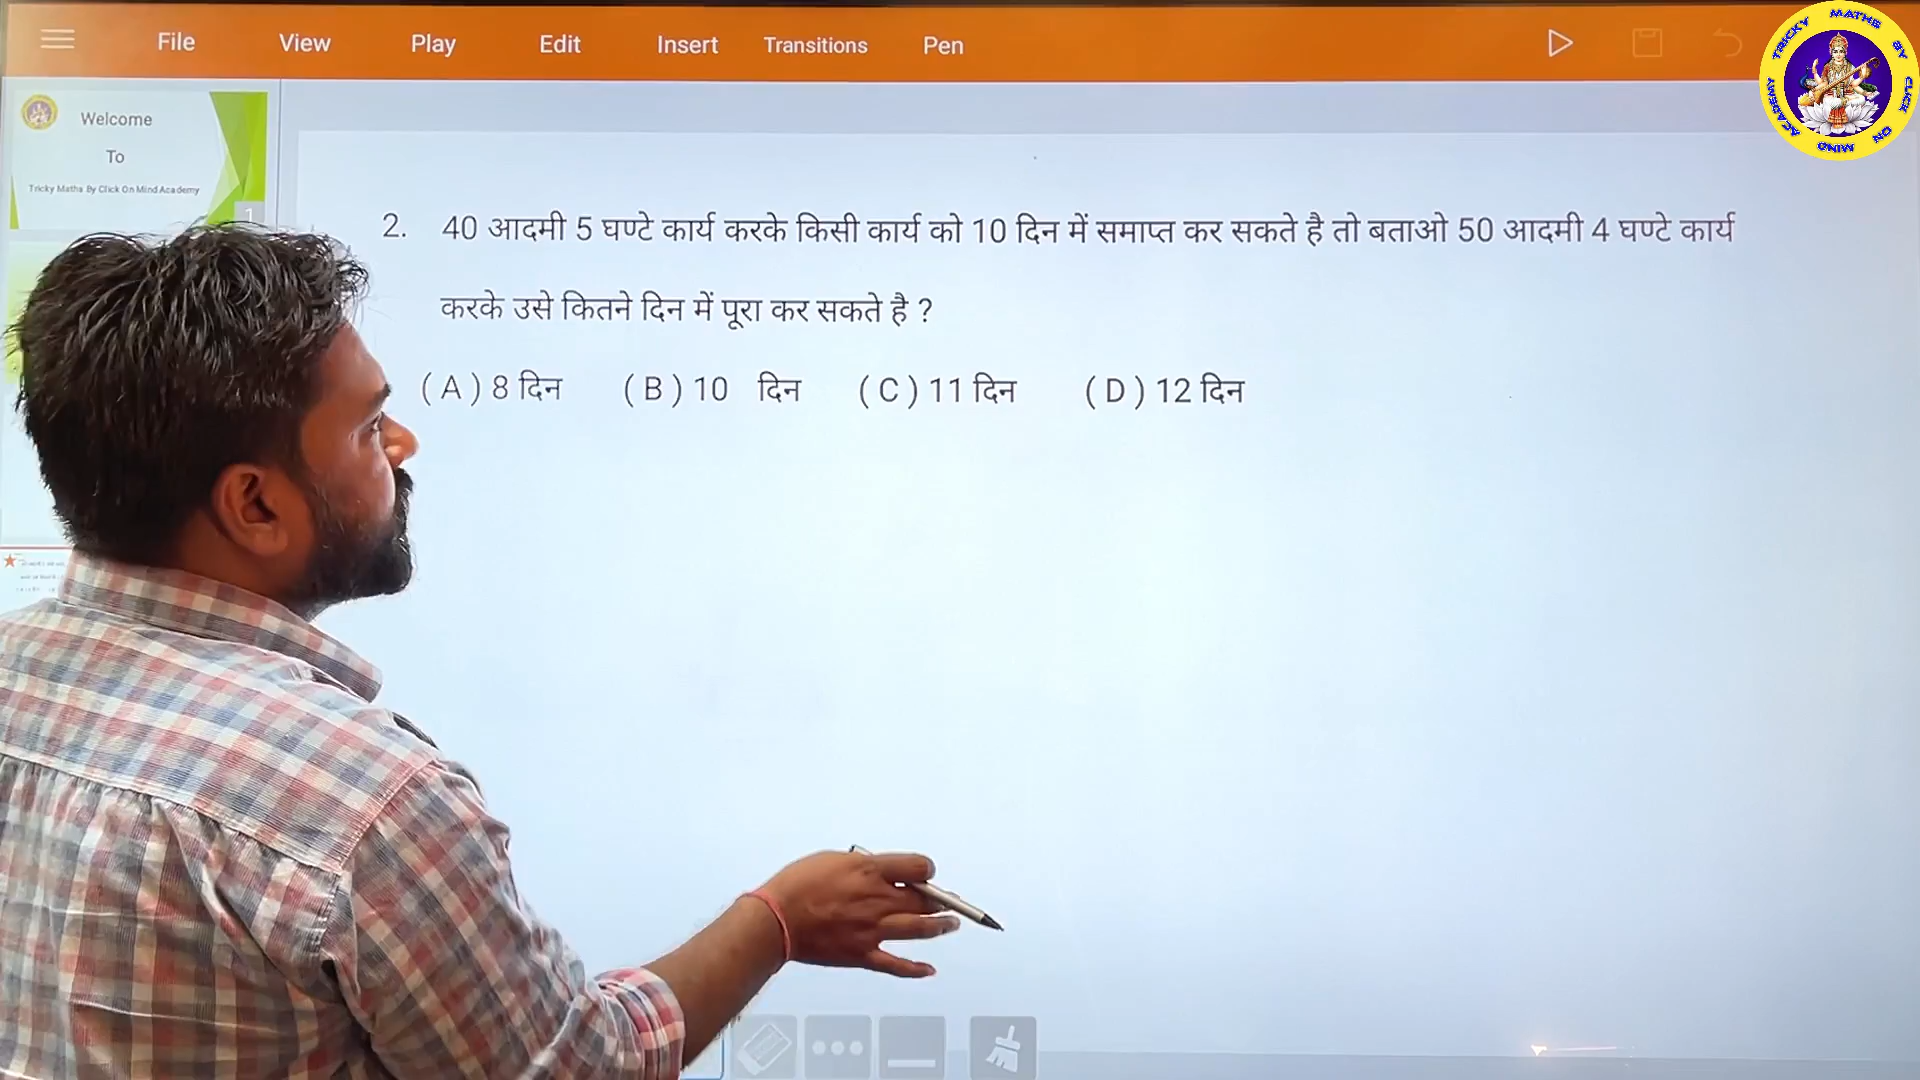 File View Play Edit Insert Transitions Pen
TRICKY MATHS BY CLICK ON MIND ACADEMY
Welcome
To
Tricky Maths By Click On Mind Academy
1
2. 40 आदमी 5 घण्टे कार्य करके किसी कार्य को 10 दिन में समाप्त कर सकते है तो बताओ 50 आदमी 4 घण्टे कार्य
करके उसे कितने दिन में पूरा कर सकते है ?
( A ) 8 दिन ( B ) 10 दिन ( C ) 11 दिन ( D ) 12 दिन